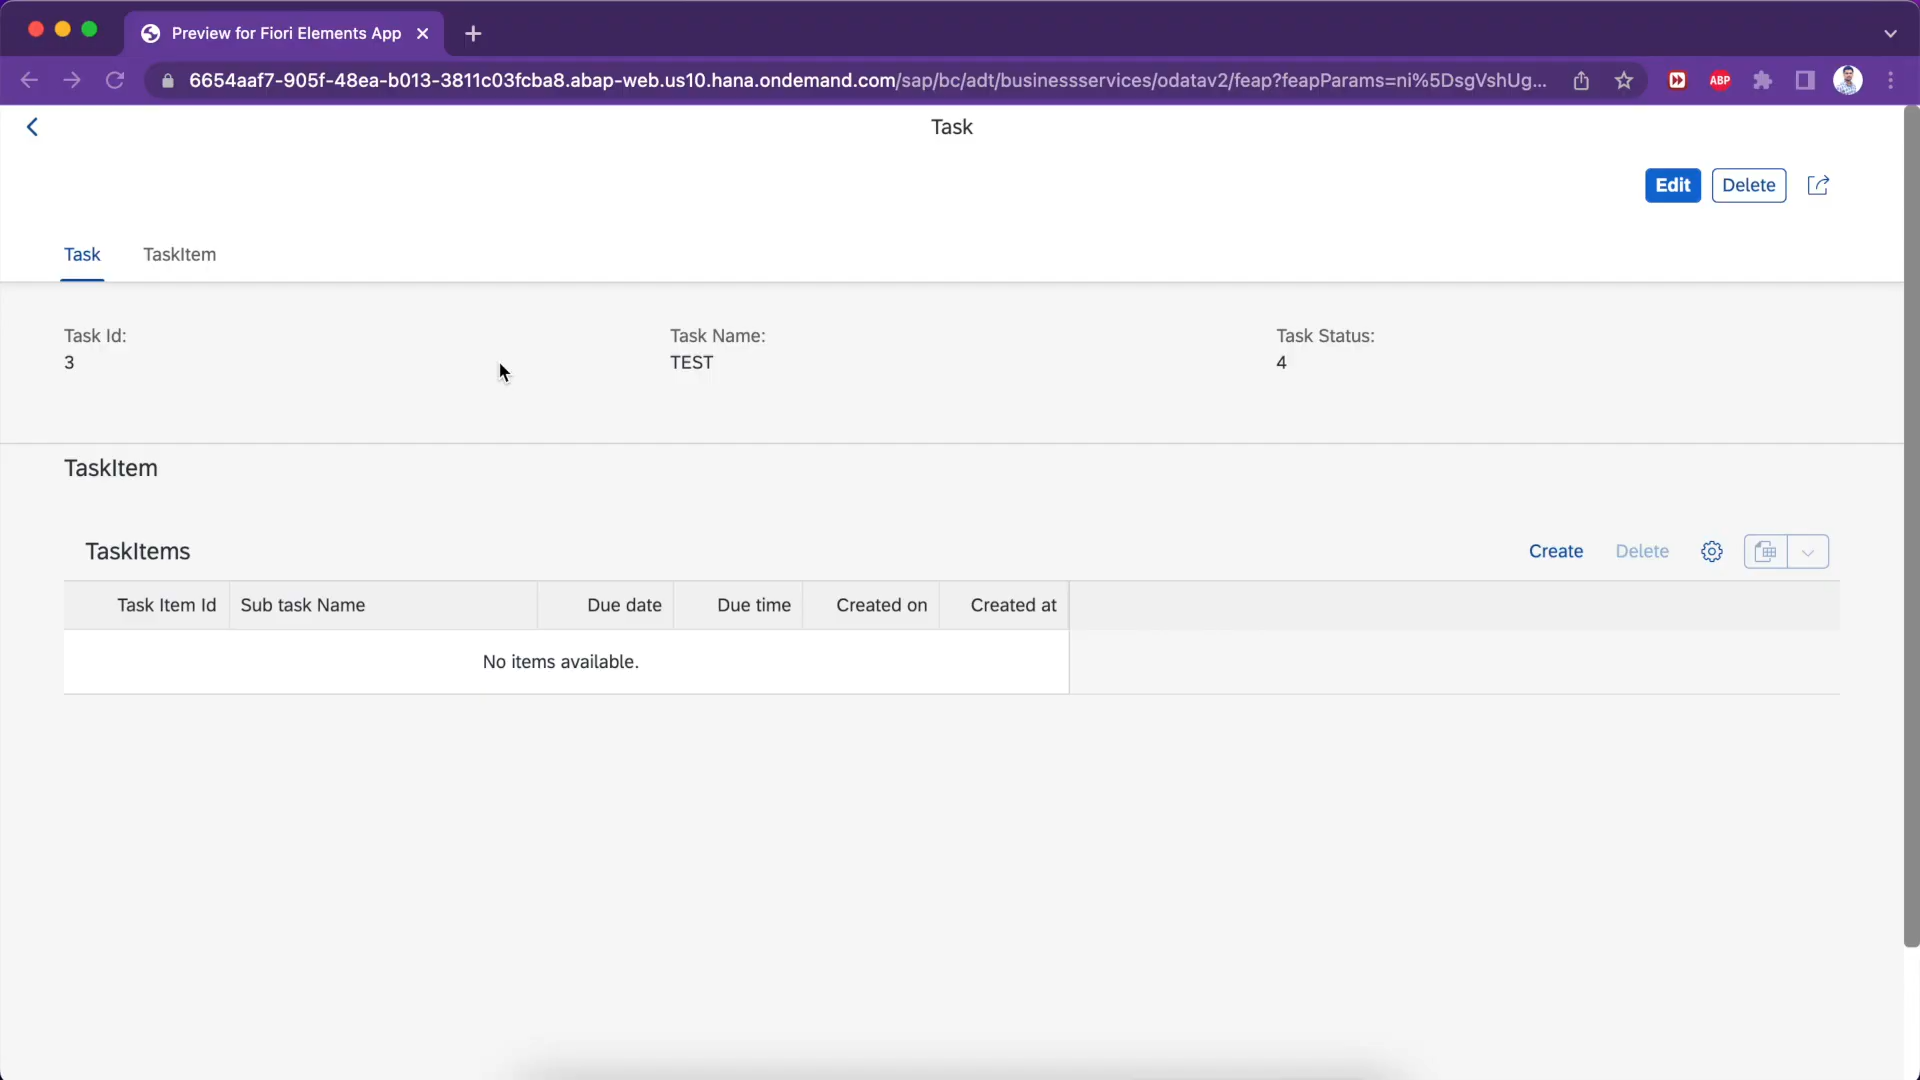 Preview for Fiori Elements App
6654aaf7-905f-48ea-b013-3811c03fcba8.abap-web.us10.hana.ondemand.com/sap/bc/adt/businessservices/odatav2/feap?feapParams=ni%5DsgVshUg...
ABP
Task
Edit Delete
Task TaskItem
Task Id: Task Name: Task Status:
3 TEST 4
TaskItem
TaskItems Create Delete
Task Item Id Sub task Name Due date Due time Created on Created at
No items available.